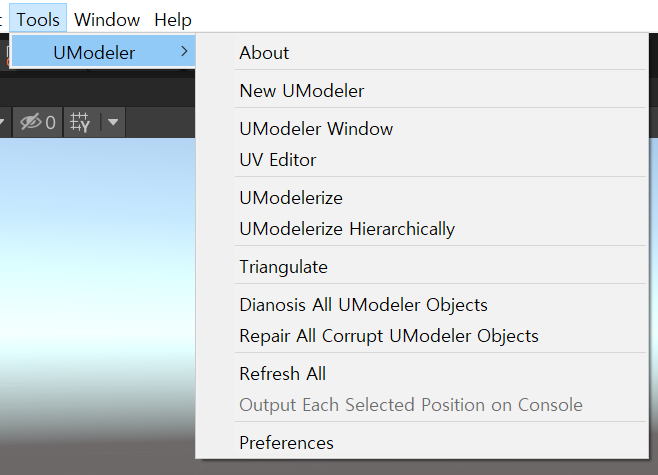 Tools Window Help
UModeler
About
0
New UModeler
UModeler Window
UV Editor
UModelerize
UModelerize Hierarchically
Triangulate
Dianosis All UModeler Objects
Repair All Corrupt UModeler Objects
Refresh All
Output Each Selected Position on Console
Preferences